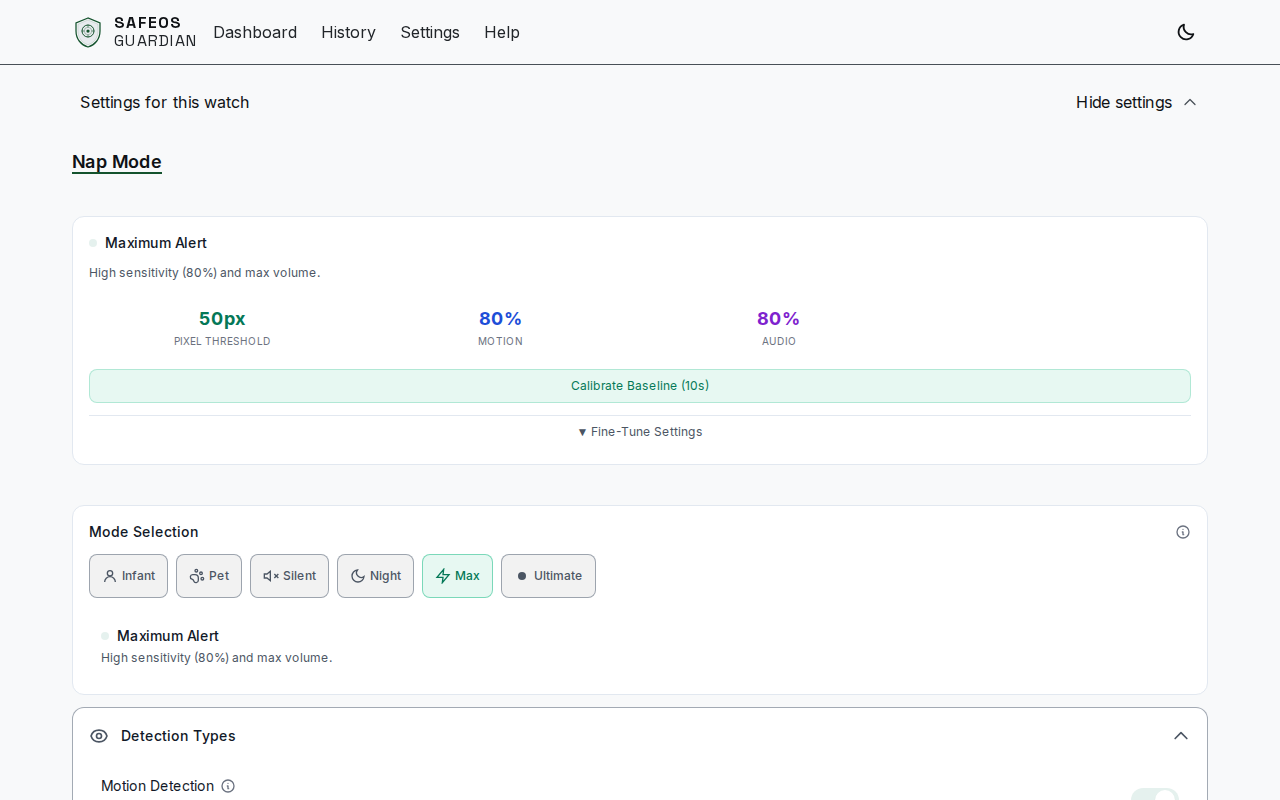 SAFEOS
GUARDIAN
Dashboard
History
Settings
Help
Settings for this watch
Hide settings
Nap Mode
Maximum Alert
High sensitivity (80%) and max volume.
50px
80%
80%
PIXEL THRESHOLD
MOTION
AUDIO
Calibrate Baseline (10s)
▼ Fine-Tune Settings
Mode Selection
Infant
Pet
Silent
Night
Max
Ultimate
Maximum Alert
High sensitivity (80%) and max volume.
Detection Types
Motion Detection